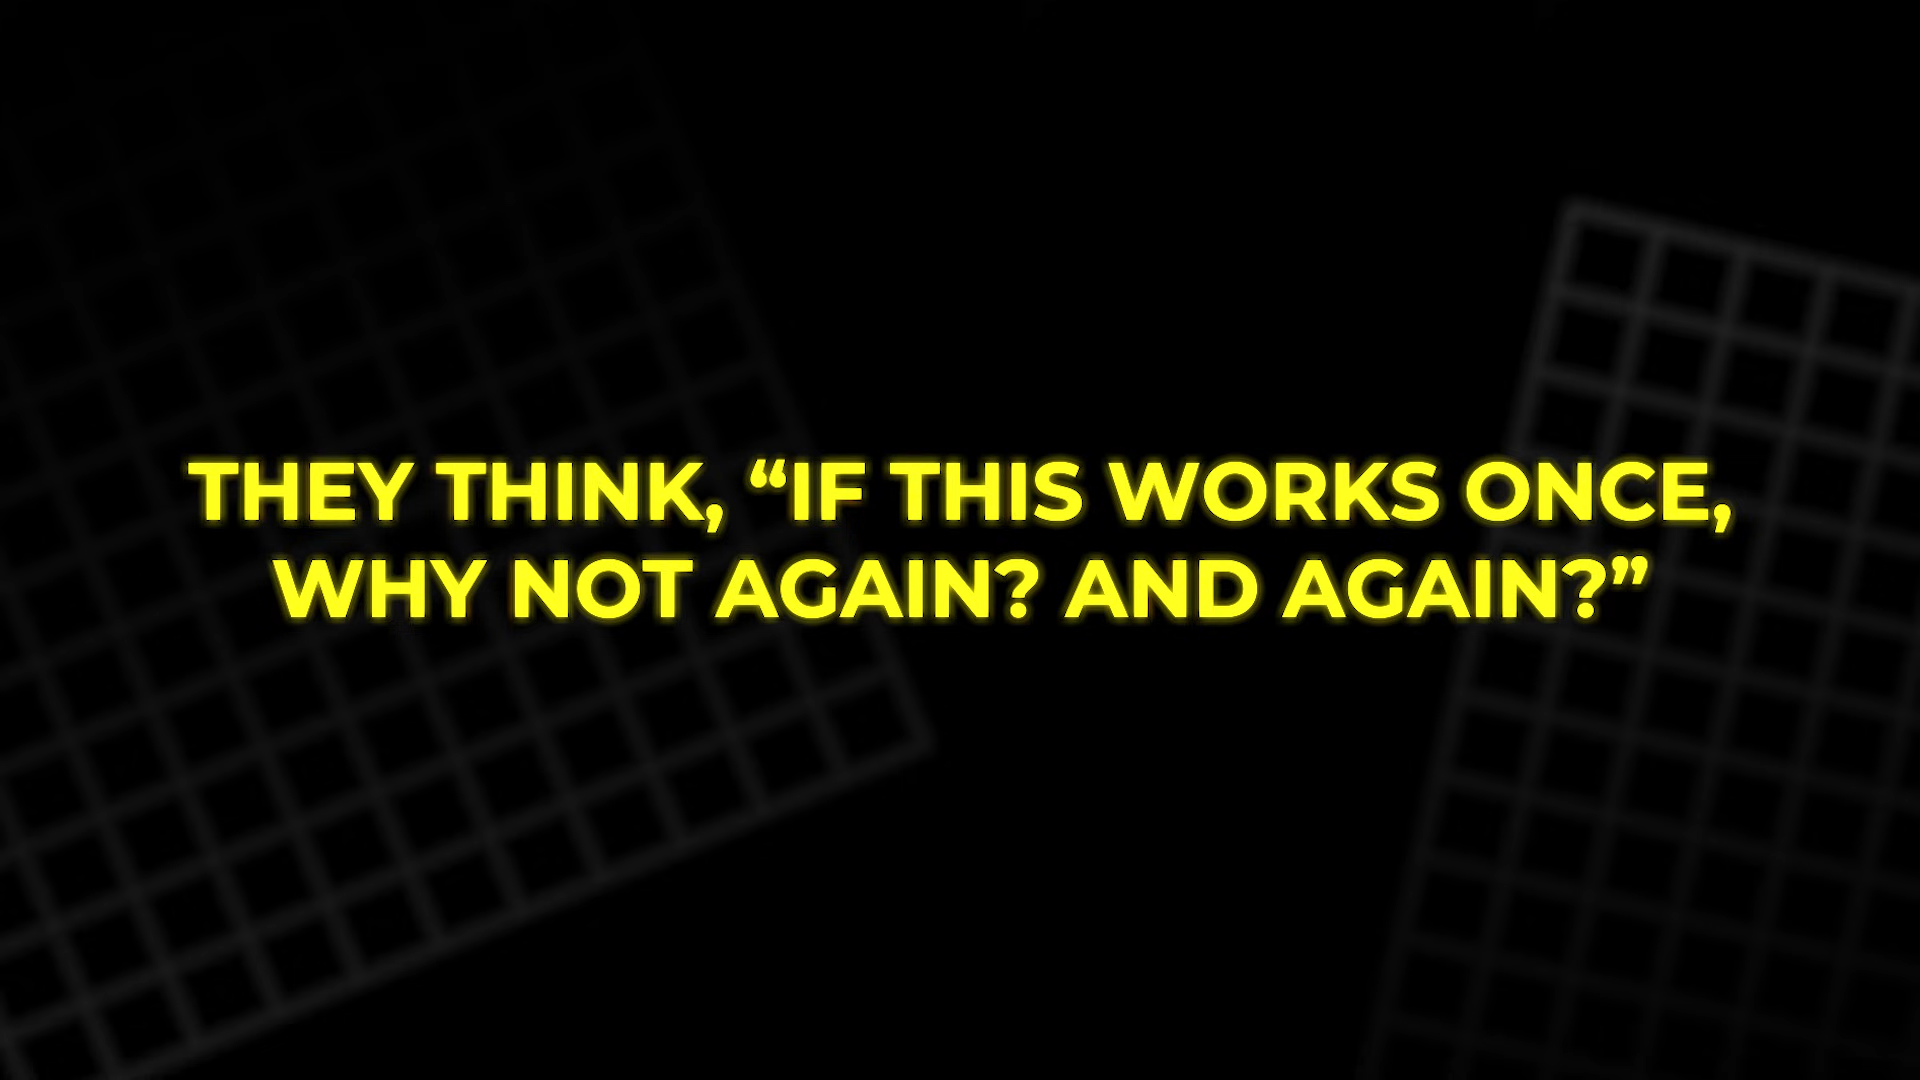 THEY THINK, “IF THIS WORKS ONCE,
WHY NOT AGAIN? AND AGAIN?”